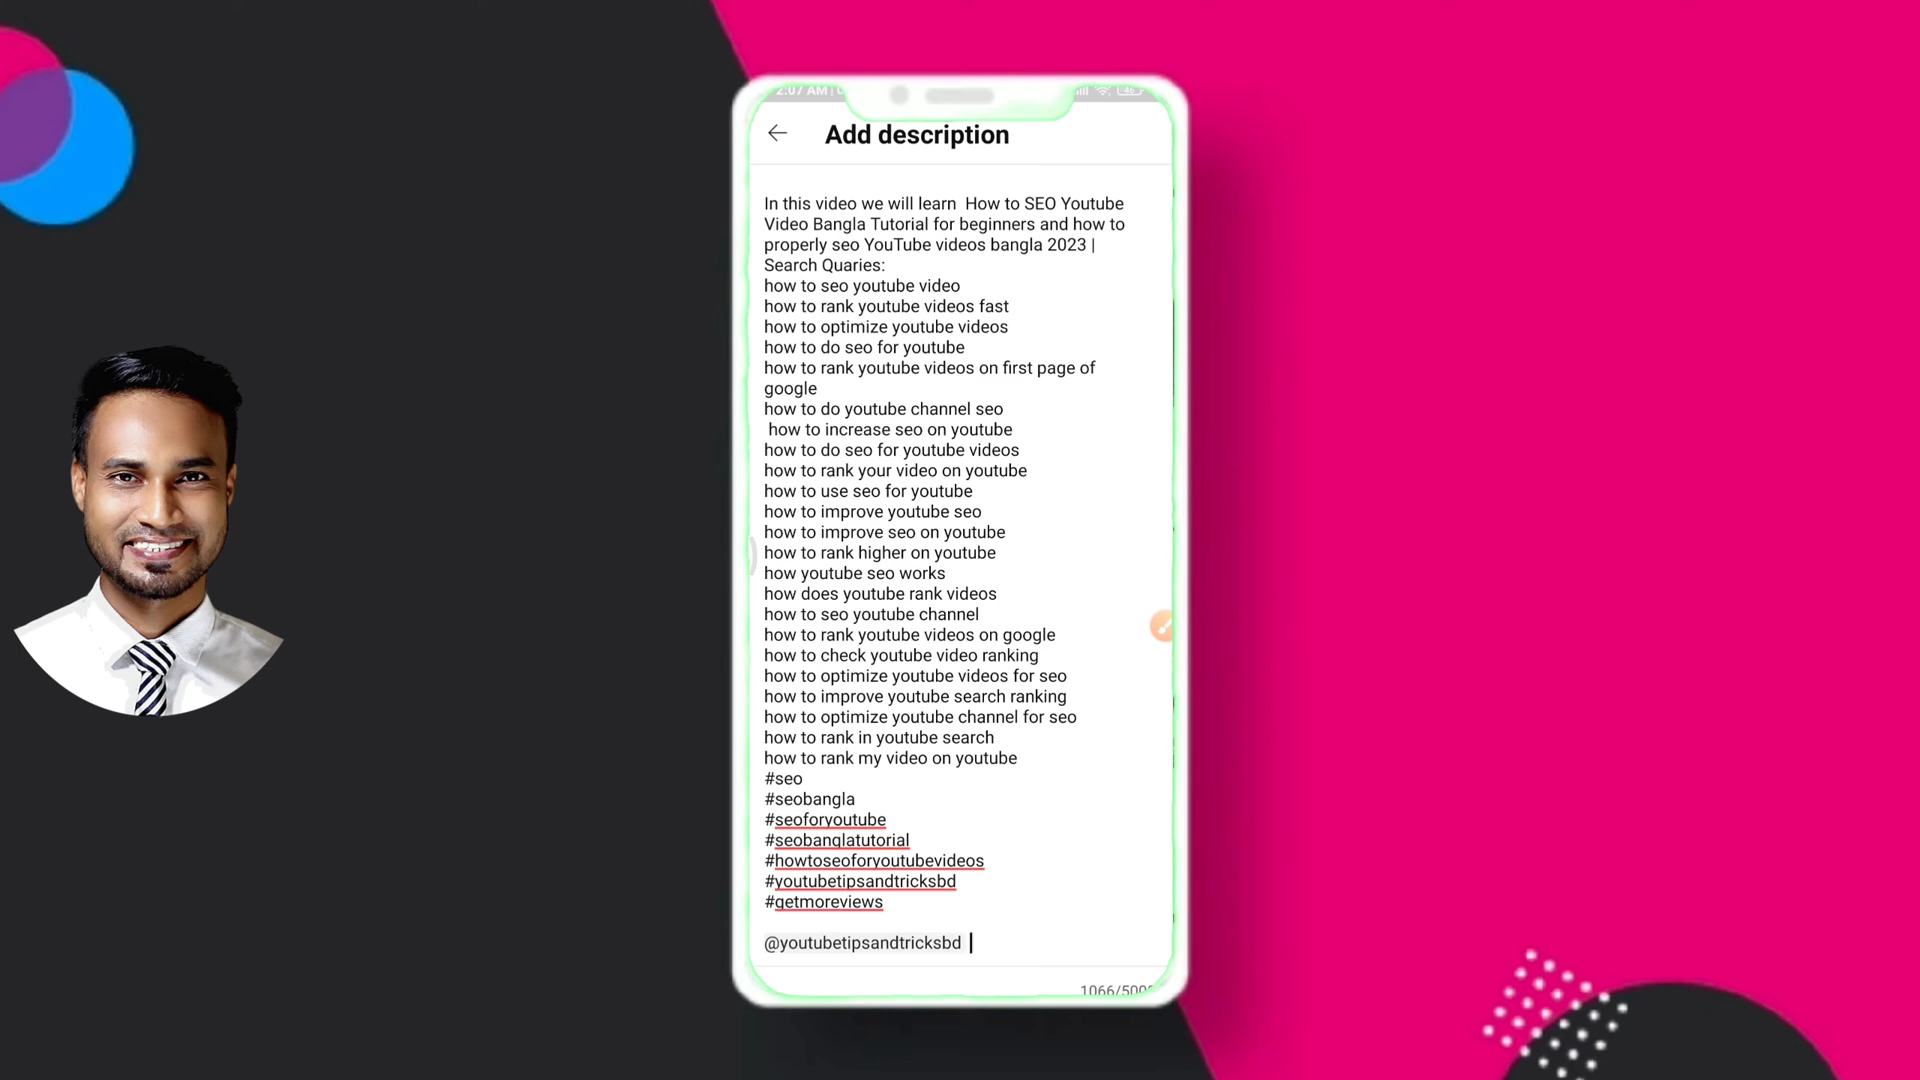 2:07 AM
Add description
In this video we will learn  How to SEO Youtube
Video Bangla Tutorial for beginners and how to
properly seo YouTube videos bangla 2023 |
Search Quaries:
how to seo youtube video
how to rank youtube videos fast
how to optimize youtube videos
how to do seo for youtube
how to rank youtube videos on first page of
google
how to do youtube channel seo
how to increase seo on youtube
how to do seo for youtube videos
how to rank your video on youtube
how to use seo for youtube
how to improve youtube seo
how to improve seo on youtube
how to rank higher on youtube
how youtube seo works
how does youtube rank videos
how to seo youtube channel
how to rank youtube videos on google
how to check youtube video ranking
how to optimize youtube videos for seo
how to improve youtube search ranking
how to optimize youtube channel for seo
how to rank in youtube search
how to rank my video on youtube
#seo
#seobangla
#seoforyoutube
#seobanglatutorial
#howtoseoforyoutubevideos
#youtubetipsandtricksbd
#getmoreviews
@youtubetipsandtricksbd
1066/500